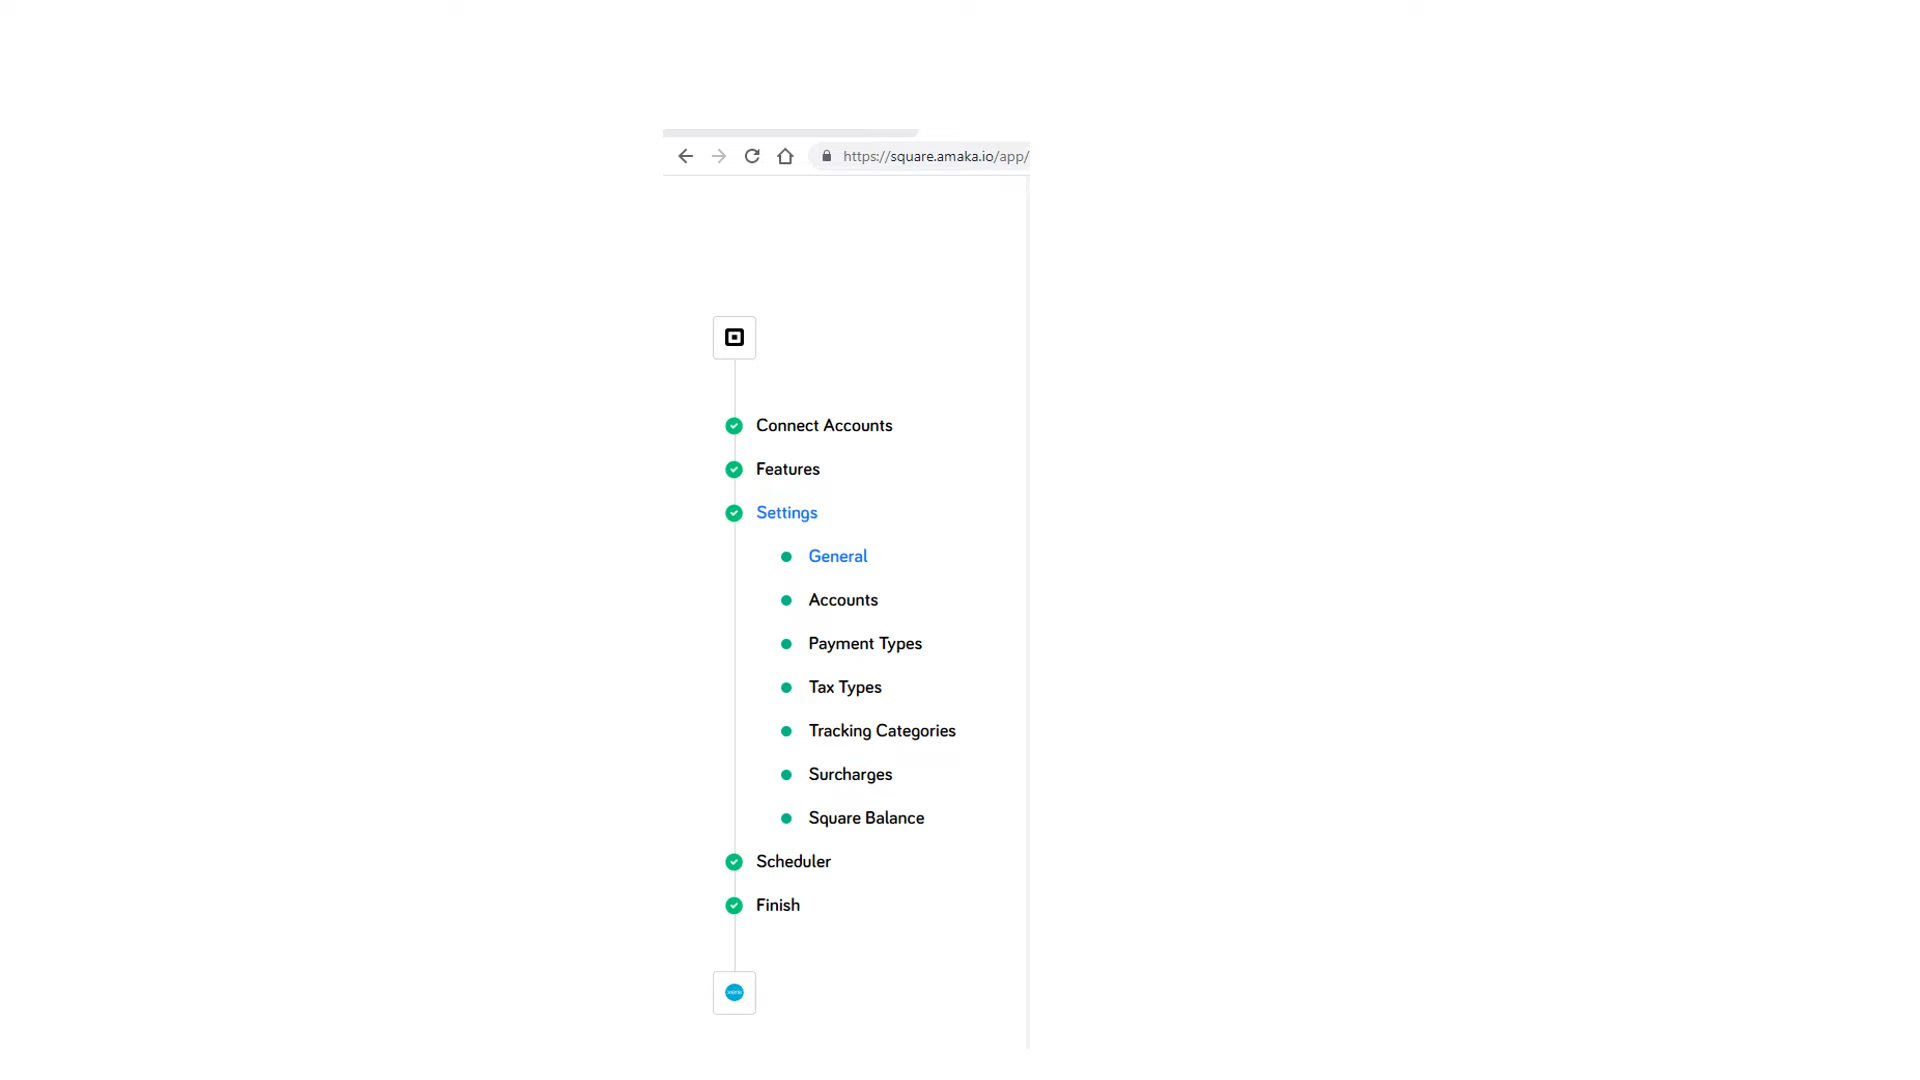 https://square.amaka.io/app/
Connect Accounts
Features
Settings
General
Accounts
Payment Types
Tax Types
Tracking Categories
Surcharges
Square Balance
Scheduler
Finish
xero